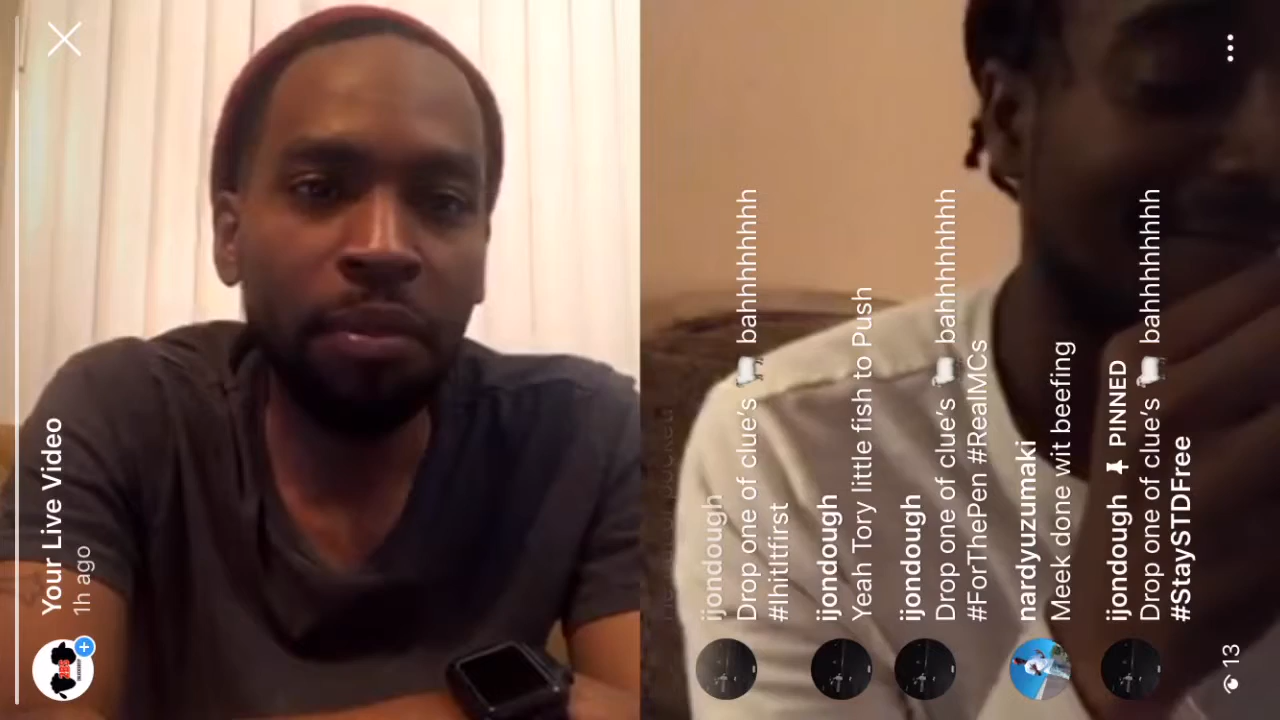 Your Live Video
1h ago
ijondough
Drop one of clue's 🐏 bahhhhhhh
#IhitItfirst
ijondough
Yeah Tory little fish to Push
ijondough
Drop one of clue's 🐏 bahhhhhhh
#ForThePen #RealMCs
nardyuzumaki
Meek done wit beefing
ijondough 📌 PINNED
Drop one of clue's 🐏 bahhhhhhh
#StaySTDFree
13